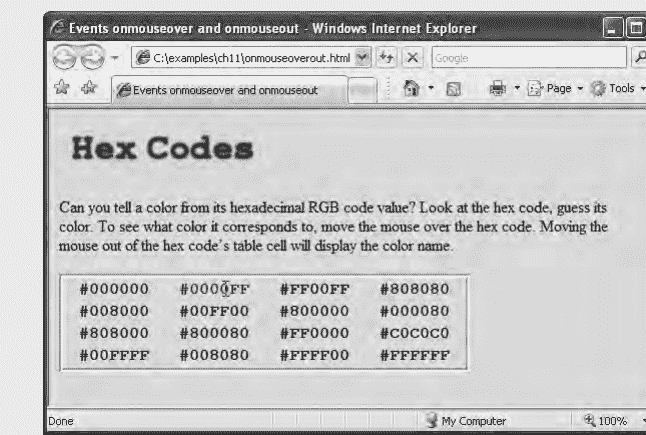 Events onmouseover and onmouseout - Windows Internet Explorer
C:\examples\ch11\onmouseoverout.html
Google
Events onmouseover and onmouseout
Page
Tools
Hex Codes
Can you tell a color from its hexadecimal RGB code value? Look at the hex code, guess its
color. To see what color it corresponds to, move the mouse over the hex code. Moving the
mouse out of the hex code's table cell will display the color name.
#000000 #0000FF #FF00FF #808080
#008000 #00FF00 #800000 #000080
#808000 #800080 #FF0000 #C0C0C0
#00FFFF #008080 #FFFF00 #FFFFFF
Done
My Computer
100%